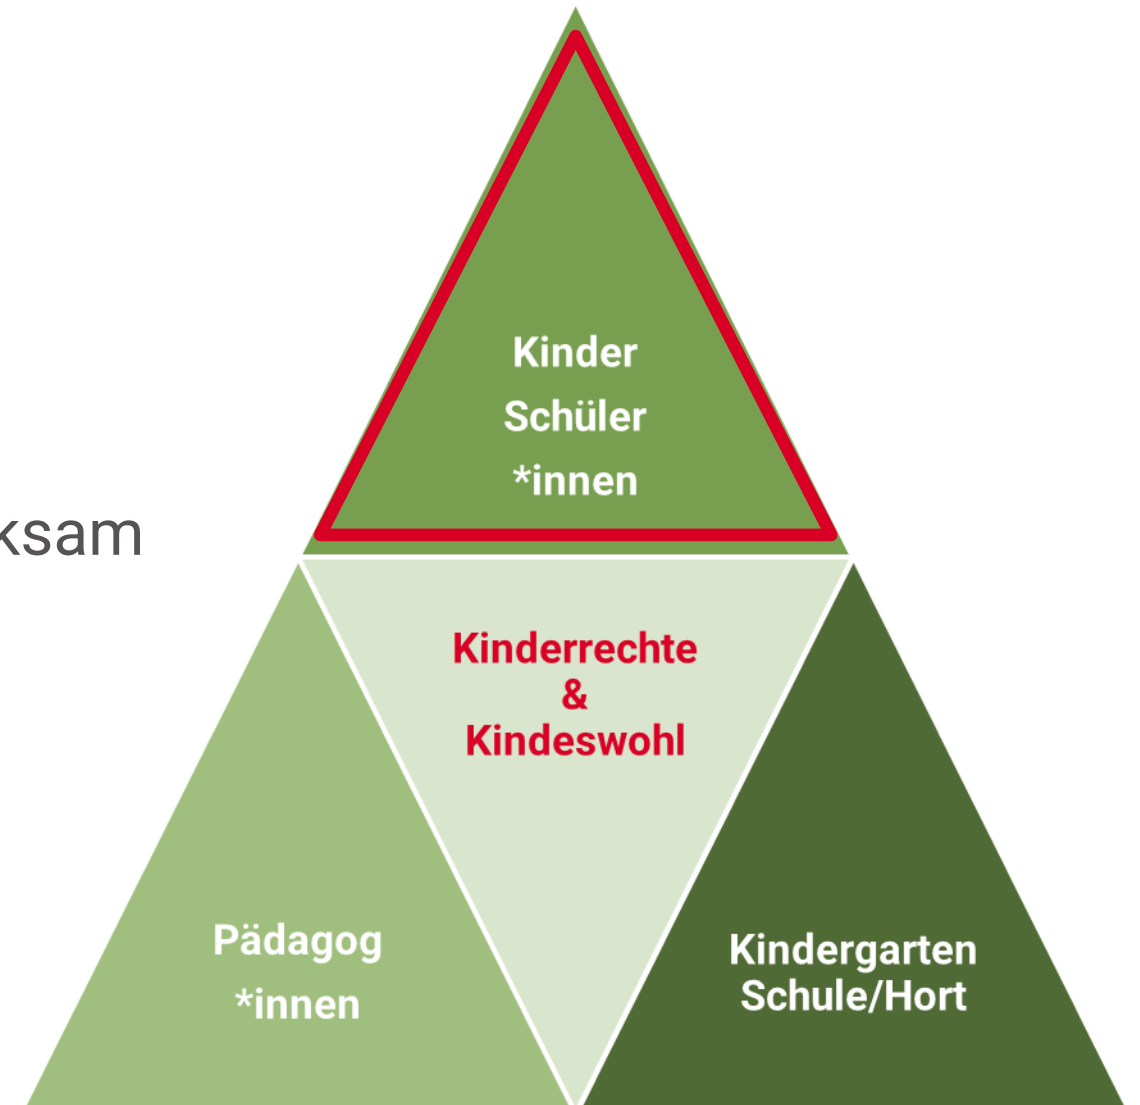 Kinder
Schüler
*innen
ksam
Kinderrechte
&
Kindeswohl
Pädagog
*innen
Kindergarten
Schule/Hort